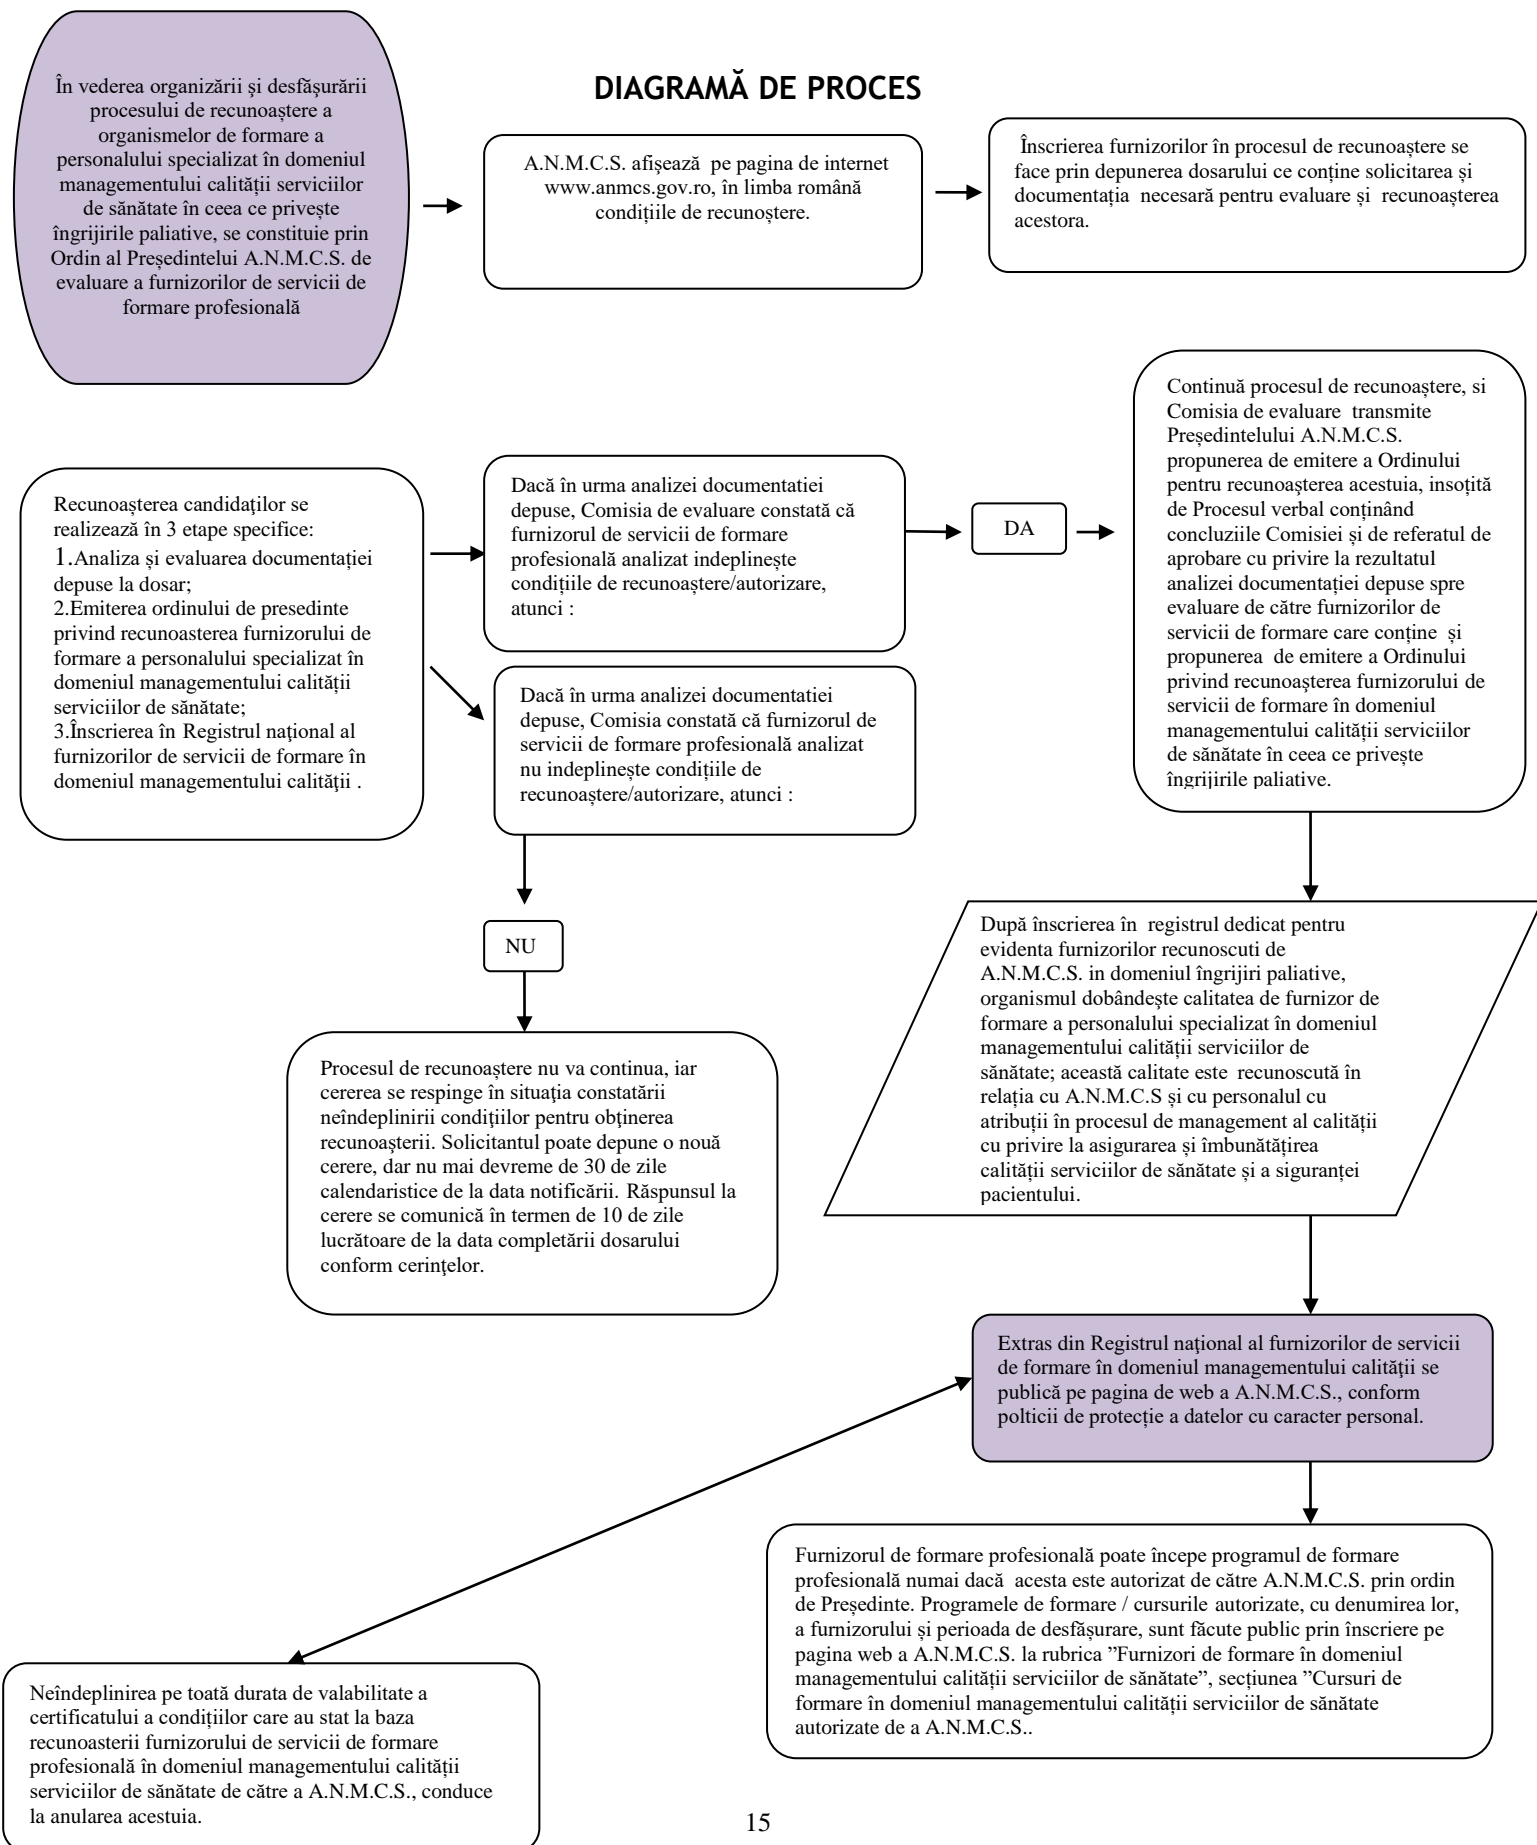 DIAGRAMĂ DE PROCES
În vederea organizării şi desfăşurării
procesului de recunoaștere a
organismelor de formare a
personalului specializat în domeniul
managementului calității serviciilor
de sănătate în ceea ce privește
îngrijirile paliative, se constituie prin
Ordin al Președintelui A.N.M.C.S. de
evaluare a furnizorilor de servicii de
formare profesională
A.N.M.C.S. afişează pe pagina de internet
www.anmcs.gov.ro, în limba română
condițiile de recunoștere.
Înscrierea furnizorilor în procesul de recunoaștere se
face prin depunerea dosarului ce conține solicitarea și
documentația necesară pentru evaluare și recunoașterea
acestora.
Recunoașterea candidaţilor se
realizează în 3 etape specifice:
1.Analiza și evaluarea documentației
depuse la dosar;
2.Emiterea ordinului de presedinte
privind recunoasterea furnizorului de
formare a personalului specializat în
domeniul managementului calității
serviciilor de sănătate;
3.Înscrierea în Registrul naţional al
furnizorilor de servicii de formare în
domeniul managementului calităţii .
Dacă în urma analizei documentatiei
depuse, Comisia de evaluare constată că
furnizorul de servicii de formare
profesională analizat indeplinește
condițiile de recunoaștere/autorizare,
atunci :
DA
Continuă procesul de recunoaștere, si
Comisia de evaluare transmite
Președintelui A.N.M.C.S.
propunerea de emitere a Ordinului
pentru recunoaşterea acestuia, insoțită
de Procesul verbal conținând
concluziile Comisiei și de referatul de
aprobare cu privire la rezultatul
analizei documentației depuse spre
evaluare de către furnizorilor de
servicii de formare care conține și
propunerea de emitere a Ordinului
privind recunoaşterea furnizorului de
servicii de formare în domeniul
managementului calității serviciilor
de sănătate în ceea ce privește
îngrijirile paliative.
Dacă în urma analizei documentatiei
depuse, Comisia constată că furnizorul de
servicii de formare profesională analizat
nu indeplinește condițiile de
recunoaștere/autorizare, atunci :
NU
Procesul de recunoaștere nu va continua, iar
cererea se respinge în situaţia constatării
neîndeplinirii condiţiilor pentru obţinerea
recunoaşterii. Solicitantul poate depune o nouă
cerere, dar nu mai devreme de 30 de zile
calendaristice de la data notificării. Răspunsul la
cerere se comunică în termen de 10 de zile
lucrătoare de la data completării dosarului
conform cerinţelor.
După înscrierea în registrul dedicat pentru
evidenta furnizorilor recunoscuti de
A.N.M.C.S. in domeniul îngrijiri paliative,
organismul dobândește calitatea de furnizor de
formare a personalului specializat în domeniul
managementului calității serviciilor de
sănătate; această calitate este recunoscută în
relația cu A.N.M.C.S și cu personalul cu
atribuții în procesul de management al calității
cu privire la asigurarea și îmbunătățirea
calității serviciilor de sănătate și a siguranței
pacientului.
Extras din Registrul naţional al furnizorilor de servicii
de formare în domeniul managementului calităţii se
publică pe pagina de web a A.N.M.C.S., conform
polticii de protecție a datelor cu caracter personal.
Furnizorul de formare profesională poate începe programul de formare
profesională numai dacă acesta este autorizat de către A.N.M.C.S. prin ordin
de Președinte. Programele de formare / cursurile autorizate, cu denumirea lor,
a furnizorului și perioada de desfășurare, sunt făcute public prin înscriere pe
pagina web a A.N.M.C.S. la rubrica ”Furnizori de formare în domeniul
managementului calității serviciilor de sănătate”, secțiunea ”Cursuri de
formare în domeniul managementului calității serviciilor de sănătate
autorizate de a A.N.M.C.S..
Neîndeplinirea pe toată durata de valabilitate a
certificatului a condițiilor care au stat la baza
recunoasterii furnizorului de servicii de formare
profesională în domeniul managementului calității
serviciilor de sănătate de către a A.N.M.C.S., conduce
la anularea acestuia.
15